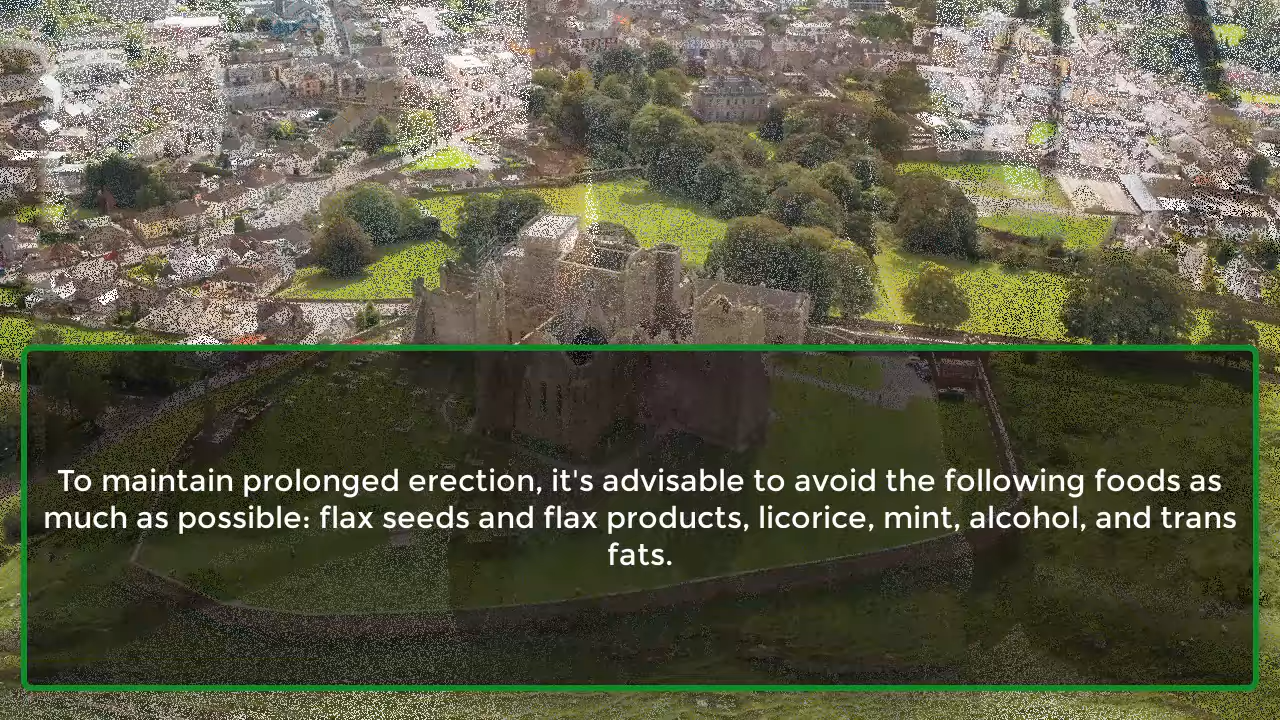 To maintain prolonged erection, it's advisable to avoid the following foods as
much as possible: flax seeds and flax products, licorice, mint, alcohol, and trans
fats.